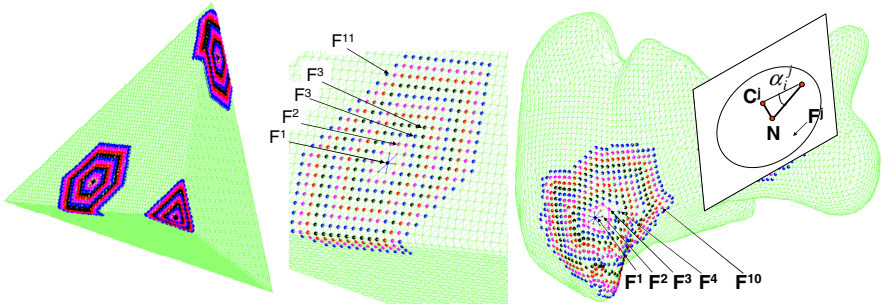 F¹¹
F³
F³
F²
F¹
αᵢʲ
Cʲ
Fʲ
N
F¹ F² F³ F⁴ F¹⁰